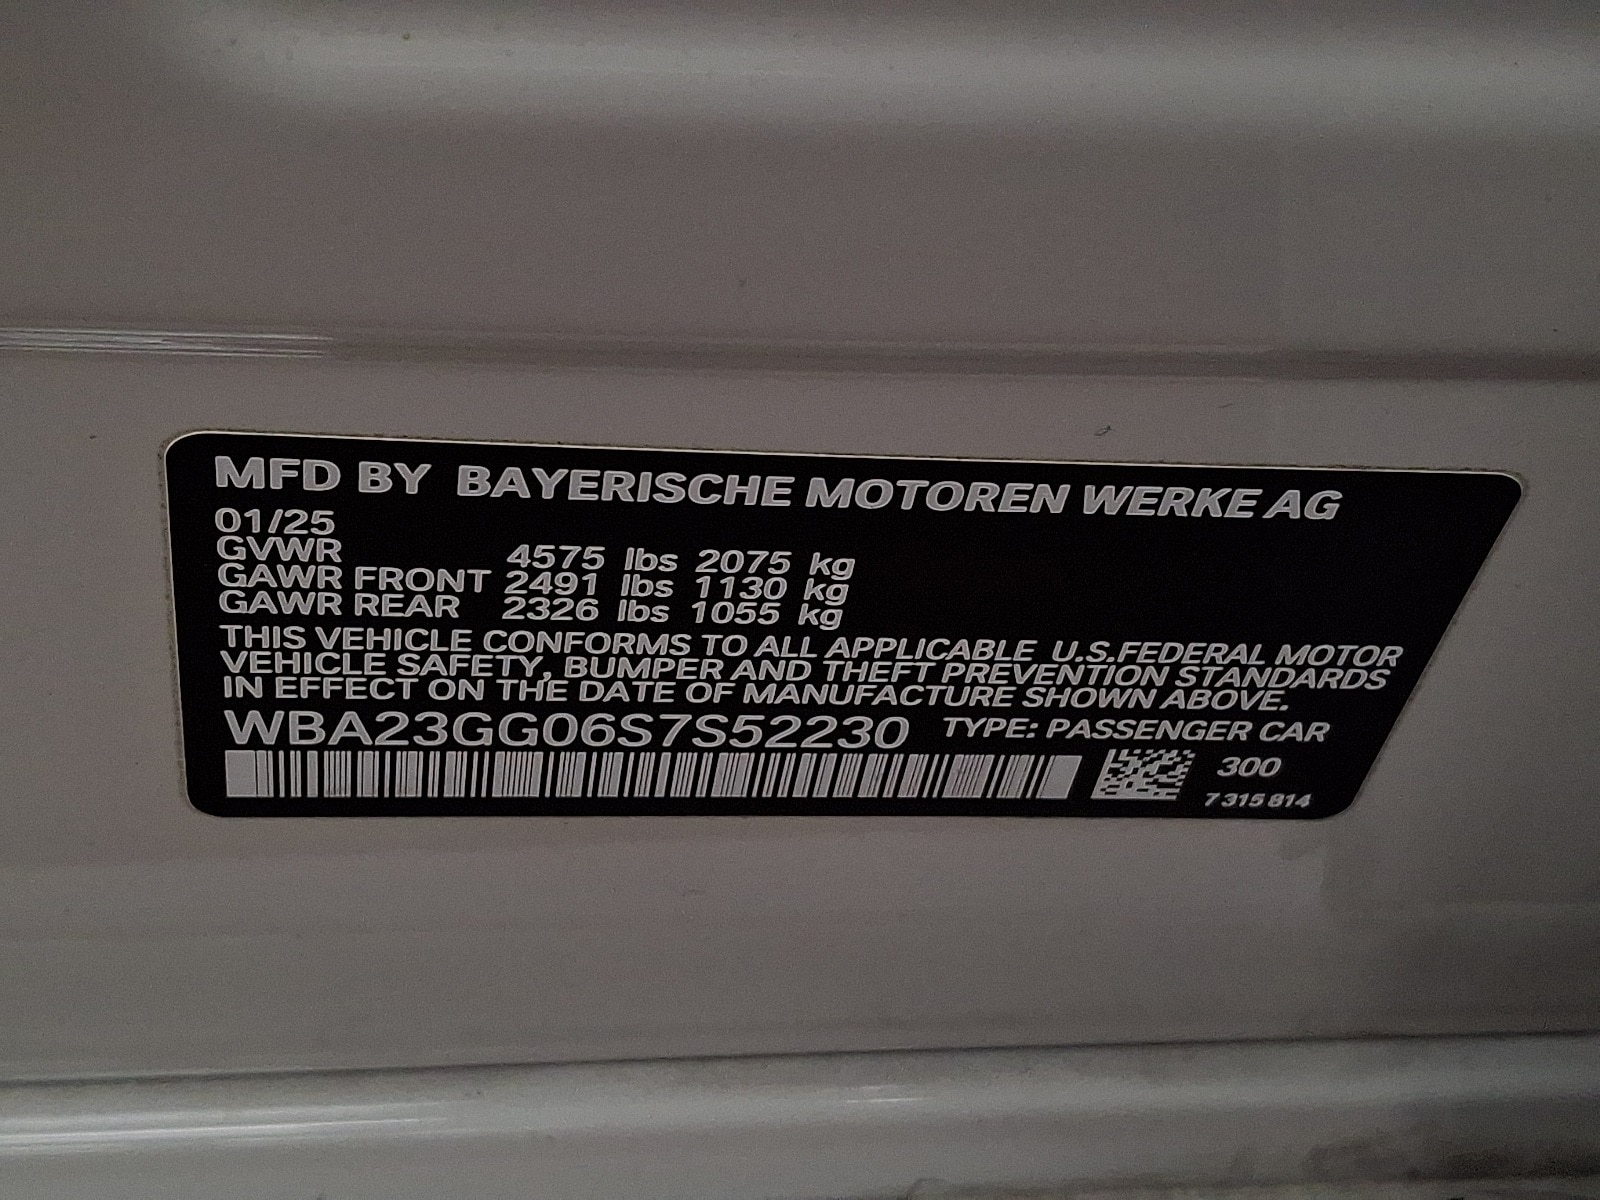 MFD BY BAYERISCHE MOTOREN WERKE AG
01/25
GVWR 4575 lbs 2075 kg
GAWR FRONT 2491 lbs 1130 kg
GAWR REAR 2326 lbs 1055 kg
THIS VEHICLE CONFORMS TO ALL APPLICABLE U.S.FEDERAL MOTOR
VEHICLE SAFETY, BUMPER AND THEFT PREVENTION STANDARDS
IN EFFECT ON THE DATE OF MANUFACTURE SHOWN ABOVE.
WBA23GG06S7S52230 TYPE: PASSENGER CAR
300
7 315 814